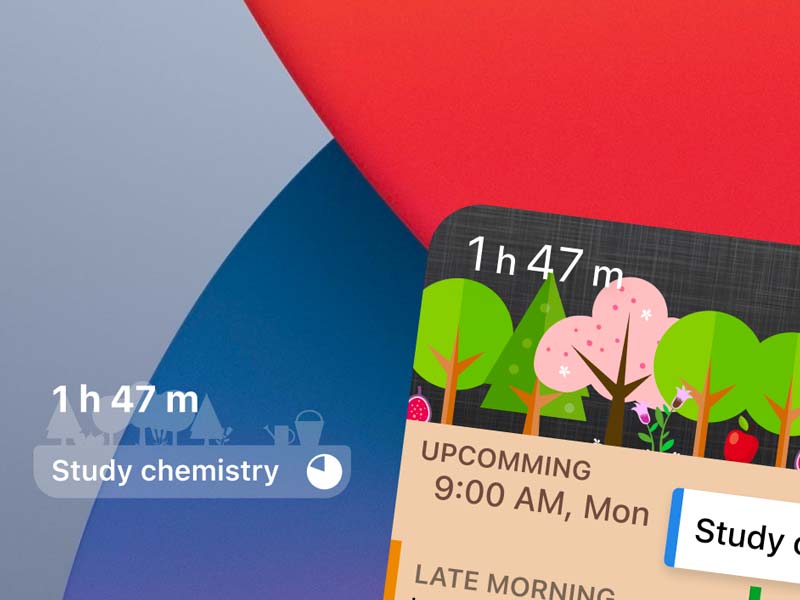 1 h 47 m
Study chemistry
1 h 47 m
UPCOMMING
9:00 AM, Mon
Study
LATE MORNING